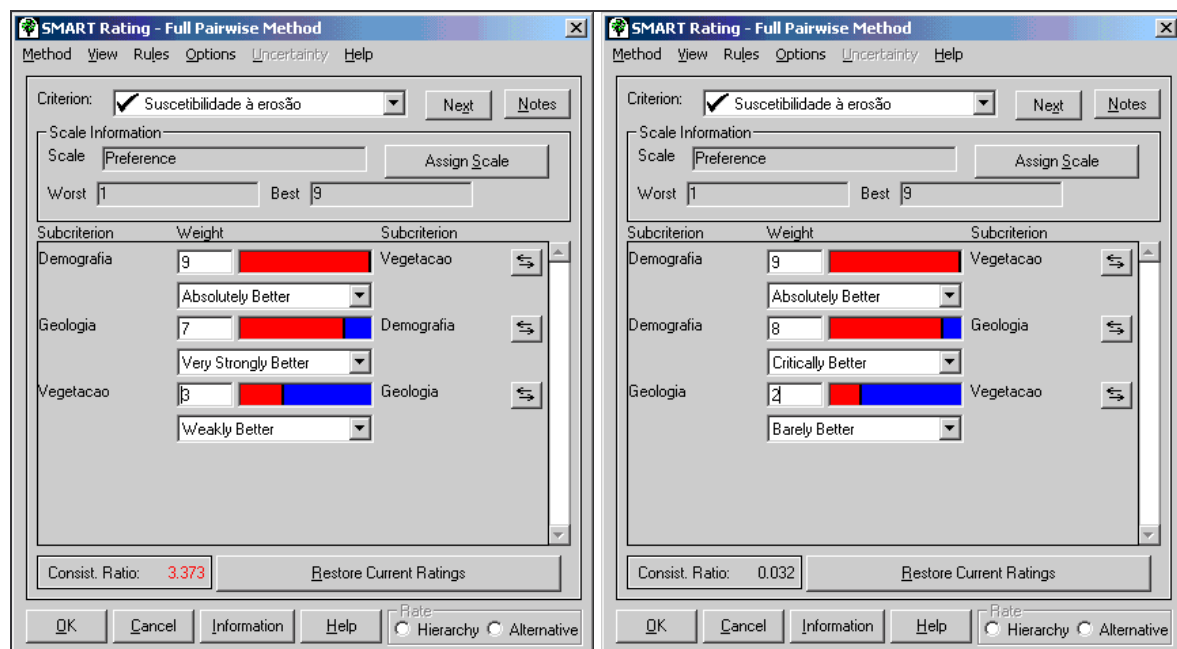 SMART Rating - Full Pairwise Method
Method View Rules Options Uncertainty Help
Criterion: Suscetibilidade à erosão Next Notes
Scale Information
Scale Preference Assign Scale
Worst 1 Best 9
Subcriterion Weight Subcriterion
Demografia 9 Vegetacao
Absolutely Better
Geologia 7 Demografia
Very Strongly Better
Vegetacao 3 Geologia
Weakly Better
Consist. Ratio: 3.373 Restore Current Ratings
OK Cancel Information Help Rate Hierarchy Alternative
SMART Rating - Full Pairwise Method
Method View Rules Options Uncertainty Help
Criterion: Suscetibilidade à erosão Next Notes
Scale Information
Scale Preference Assign Scale
Worst 1 Best 9
Subcriterion Weight Subcriterion
Demografia 9 Vegetacao
Absolutely Better
Demografia 8 Geologia
Critically Better
Geologia 2 Vegetacao
Barely Better
Consist. Ratio: 0.032 Restore Current Ratings
OK Cancel Information Help Rate Hierarchy Alternative